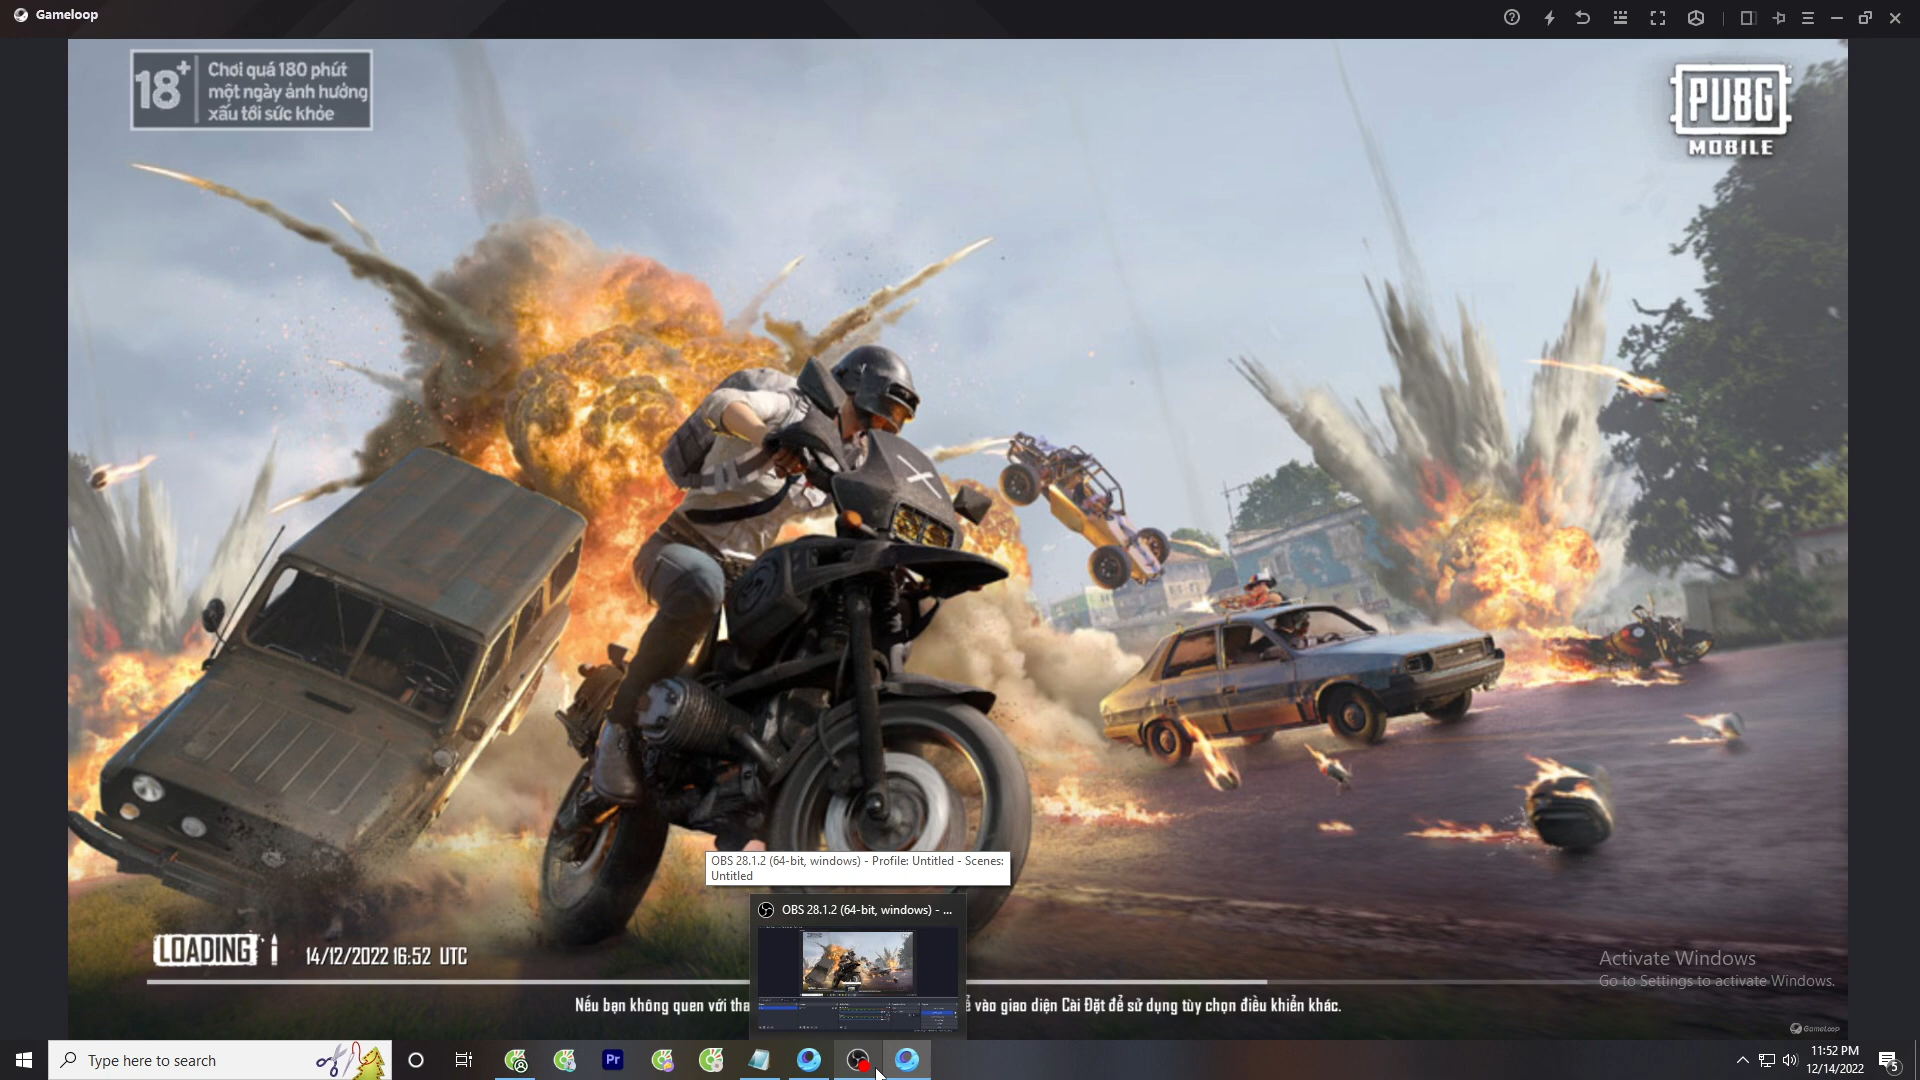 Gameloop
18+
Chơi quá 180 phút
một ngày ảnh hưởng
xấu tới sức khỏe
PUBG
MOBILE
OBS 28.1.2 (64-bit, windows) - Profile: Untitled - Scenes:
Untitled
OBS 28.1.2 (64-bit, windows) - ...
LOADING
14/12/2022 16:52 UTC
Activate Windows
Go to Settings to activate Windows.
Nếu bạn không quen với
vào giao diện Cài Đặt để sử dụng tùy chọn điều khiển khác.
GameLoop
Type here to search
Pr
11:52 PM
12/14/2022
5